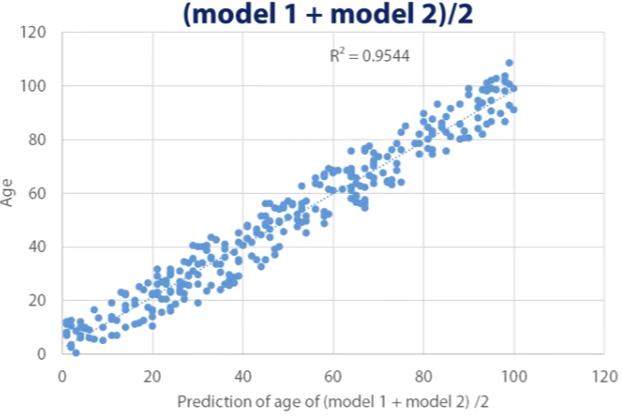 (model 1 + model 2)/2
R² = 0.9544
120
100
80
60
40
20
0
Age
0 20 40 60 80 100 120
Prediction of age of (model 1 + model 2) /2